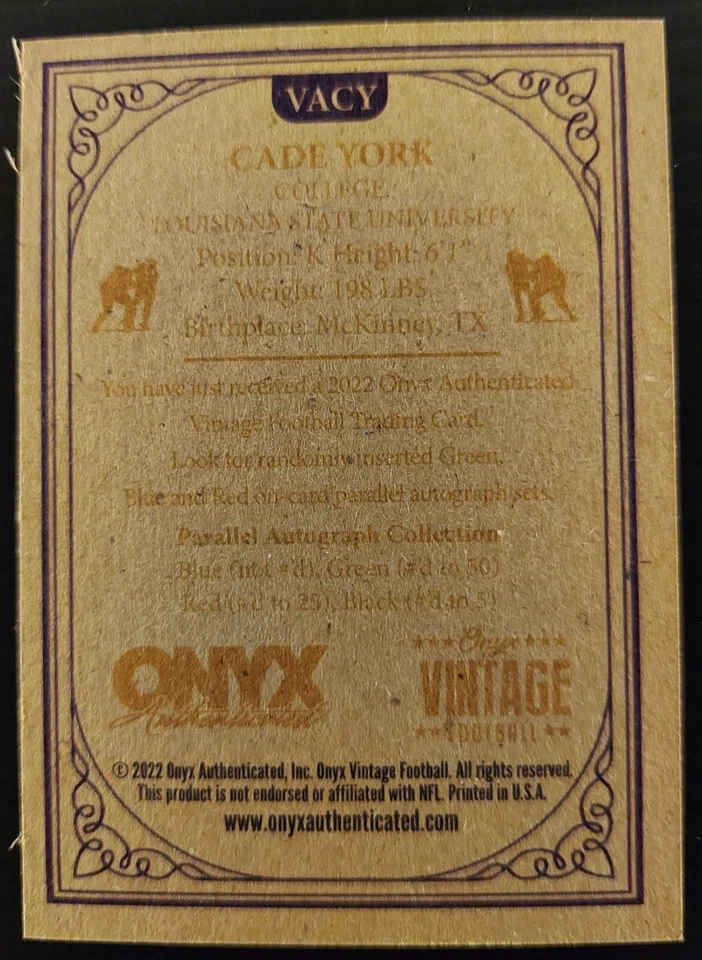 VACY
CADE YORK
COLLEGE:
LOUISIANA STATE UNIVERSITY
Position: K Height: 6'1"
Weight: 198 LBS.
Birthplace: McKinney, TX
You have just received a 2022 Onyx Authenticated
Vintage Football Trading Card.
Look for randomly inserted Green,
Blue and Red on-card parallel autograph sets.
Parallel Autograph Collection
Blue (not #'d), Green (#'d to 50)
Red (#'d to 25), Black (#'d to 5)
ONYX
Authenticated
Onyx
VINTAGE
FOOTBALL
© 2022 Onyx Authenticated, Inc. Onyx Vintage Football. All rights reserved.
This product is not endorsed or affiliated with NFL. Printed in U.S.A.
www.onyxauthenticated.com